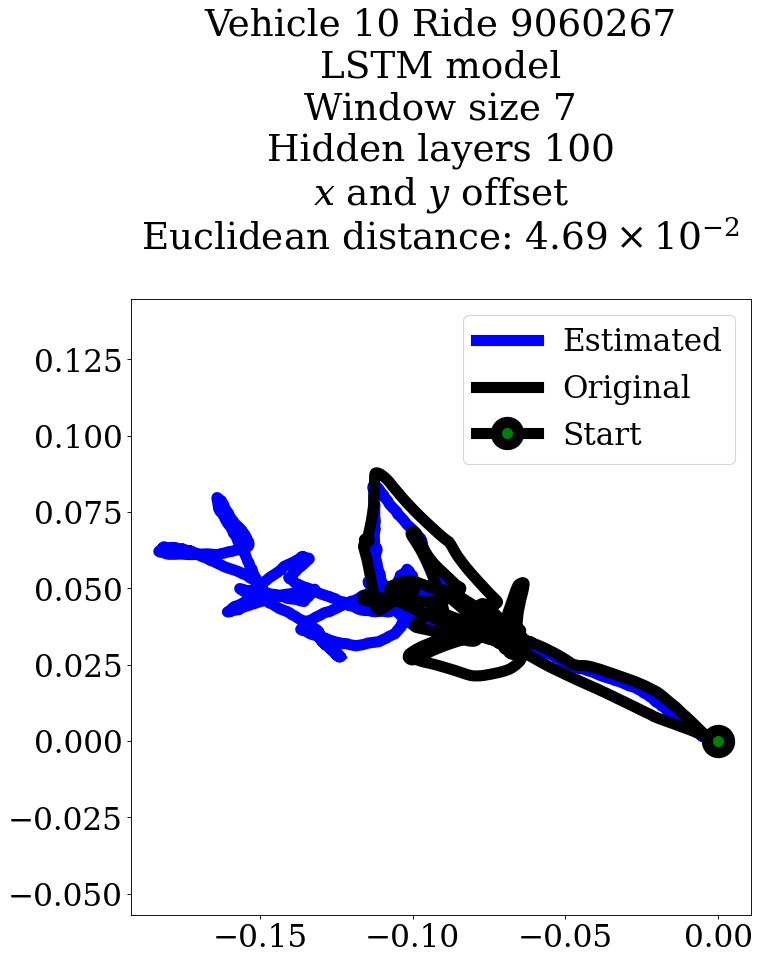 Vehicle 10 Ride 9060267
LSTM model
Window size 7
Hidden layers 100
x and y offset
Euclidean distance: 4.69 × 10⁻²
Estimated
Original
Start
0.125
0.100
0.075
0.050
0.025
0.000
−0.025
−0.050
−0.15 −0.10 −0.05 0.00